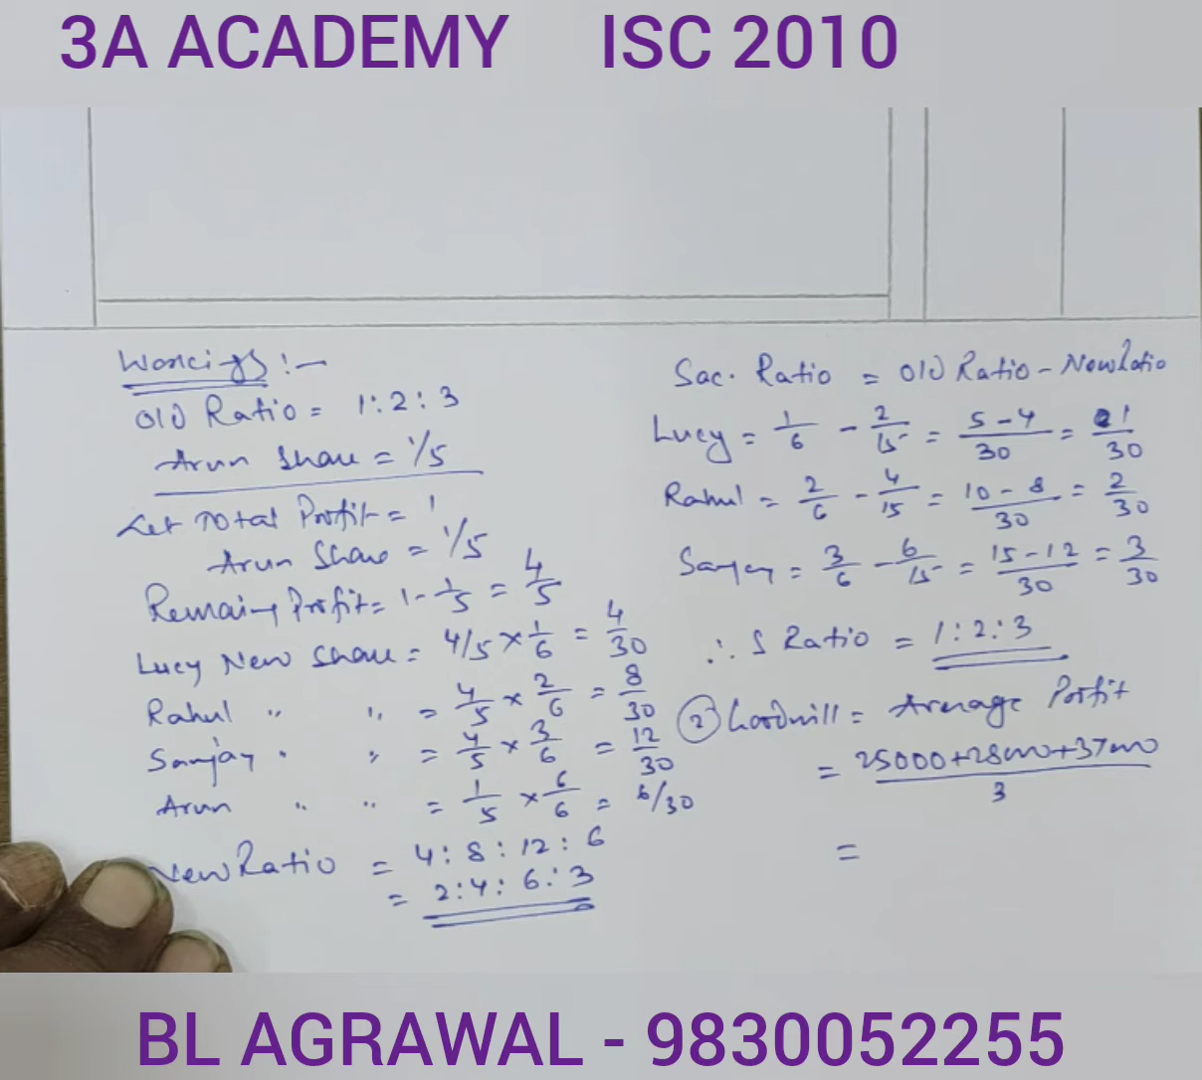 3A ACADEMY ISC 2010
Workings :-
Old Ratio = 1:2:3
Arun Share = 1/5
Let Total Profit = 1
Arun Share = 1/5
Remaing Profit = 1 - 1/5 = 4/5
Lucy New Share = 4/5 × 1/6 = 4/30
Rahul " " = 4/5 × 2/6 = 8/30
Sanjay " " = 4/5 × 3/6 = 12/30
Arun " " = 1/5 × 6/6 = 6/30
New Ratio = 4:8:12:6
= 2:4:6:3
Sac. Ratio = Old Ratio - New Ratio
Lucy = 1/6 - 2/15 = 5-4/30 = 1/30
Rahul = 2/6 - 4/15 = 10-8/30 = 2/30
Sanjay = 3/6 - 6/15 = 15-12/30 = 3/30
∴ S Ratio = 1:2:3
② Goodwill = Average Profit
= 25000+28000+37000/3
=
BL AGRAWAL - 9830052255